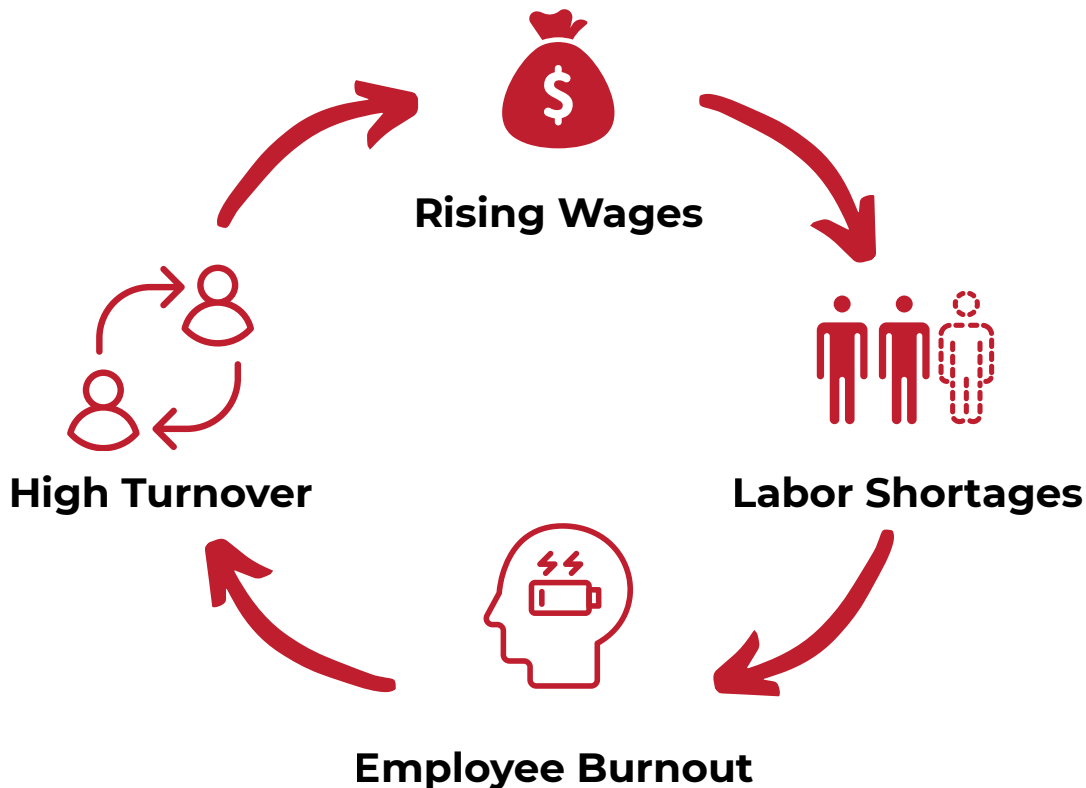 $
Rising Wages
High Turnover
Labor Shortages
Employee Burnout